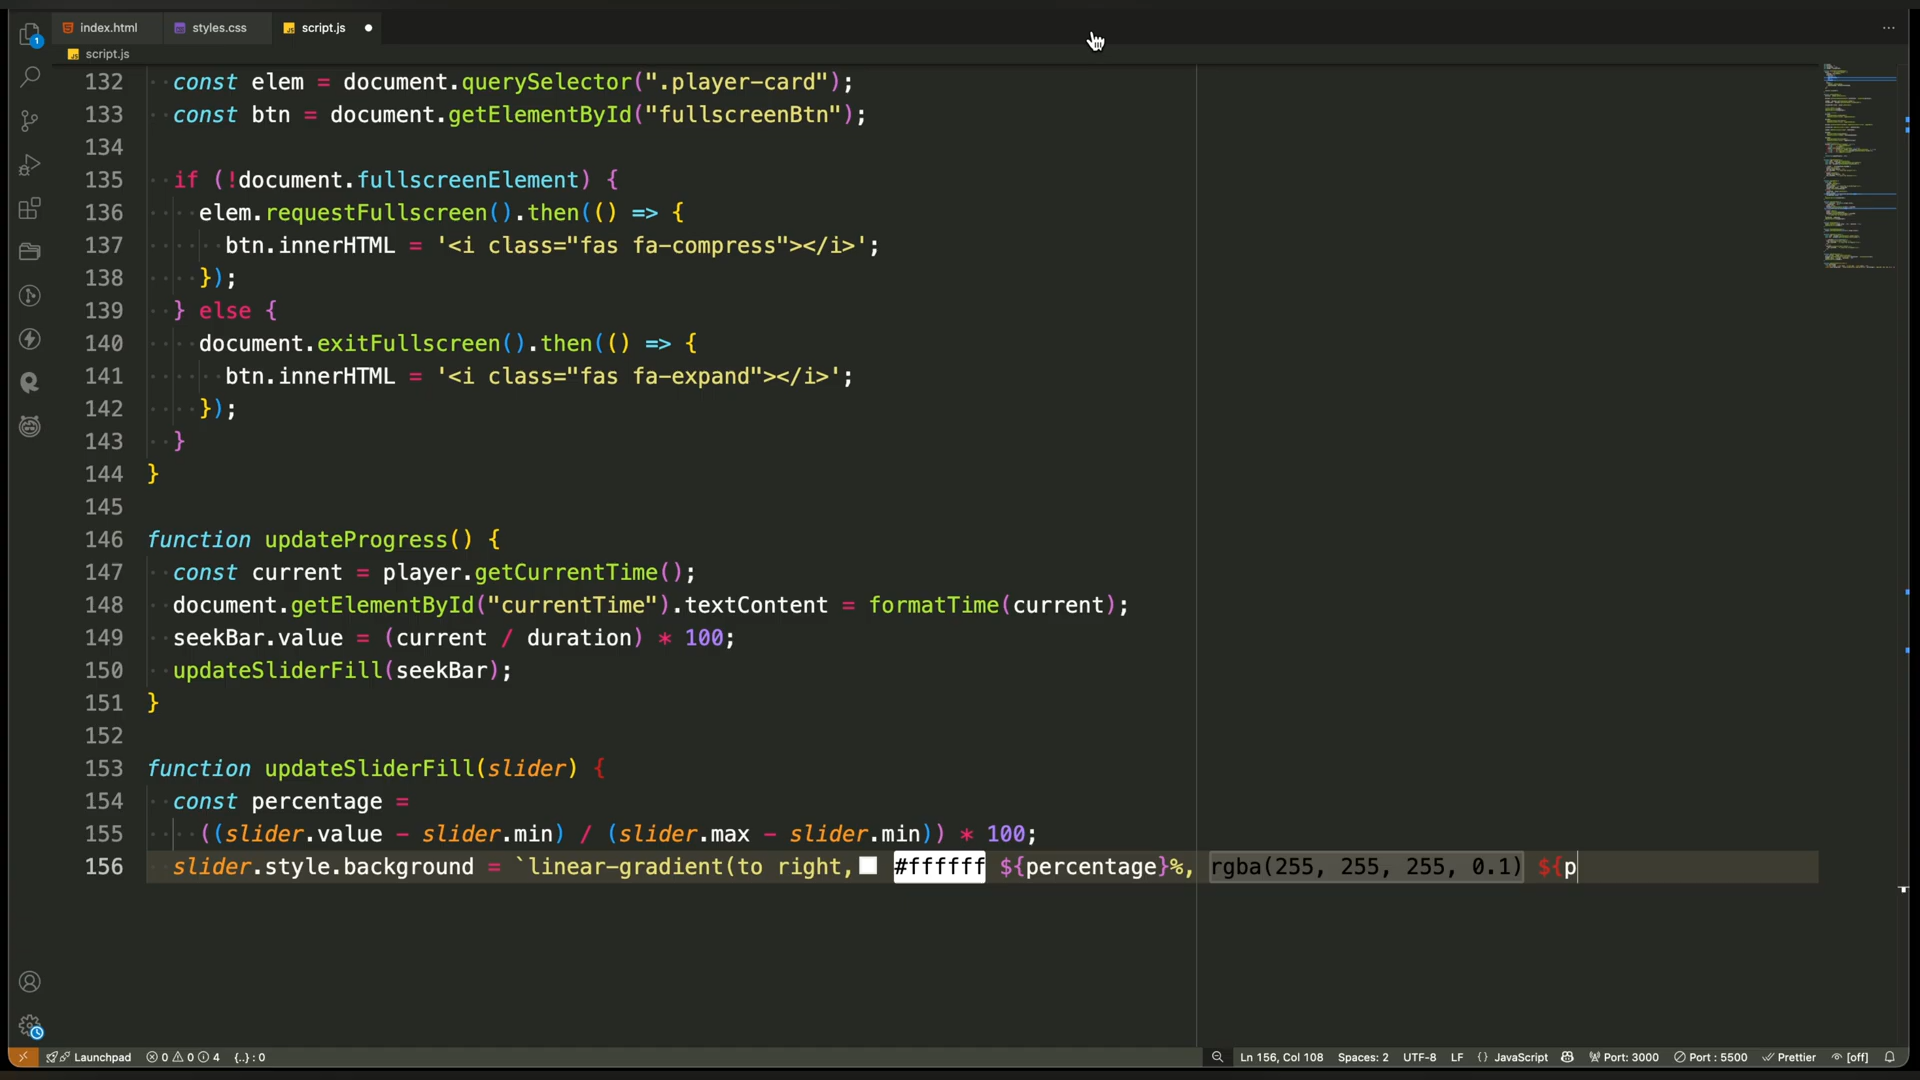 1
index.html
styles.css
script.js
script.js
132 const elem = document.querySelector(".player-card");
133 const btn = document.getElementById("fullscreenBtn");
134
135 if (!document.fullscreenElement) {
136 elem.requestFullscreen().then(() => {
137 btn.innerHTML = '<i class="fas fa-compress"></i>';
138 });
139 } else {
140 document.exitFullscreen().then(() => {
141 btn.innerHTML = '<i class="fas fa-expand"></i>';
142 });
143 }
144 }
145
146 function updateProgress() {
147 const current = player.getCurrentTime();
148 document.getElementById("currentTime").textContent = formatTime(current);
149 seekBar.value = (current / duration) * 100;
150 updateSliderFill(seekBar);
151 }
152
153 function updateSliderFill(slider) {
154 const percentage =
155 ((slider.value - slider.min) / (slider.max - slider.min)) * 100;
156 slider.style.background = `linear-gradient(to right, #ffffff ${percentage}%, rgba(255, 255, 255, 0.1) ${p
Launchpad 0 0 4 {..} : 0 Ln 156, Col 108 Spaces: 2 UTF-8 LF {} JavaScript Port: 3000 Port : 5500 Prettier [off]